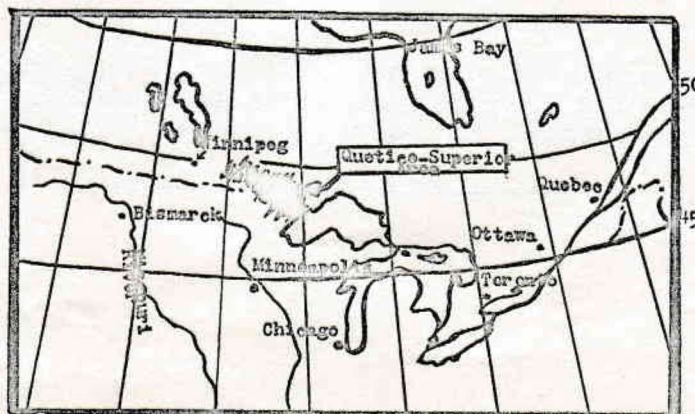 James Bay
50
Winnipeg
Quetico-Superior
Area
Quebec
Bismarck
45
Ottawa
Minneapolis
Toronto
Chicago